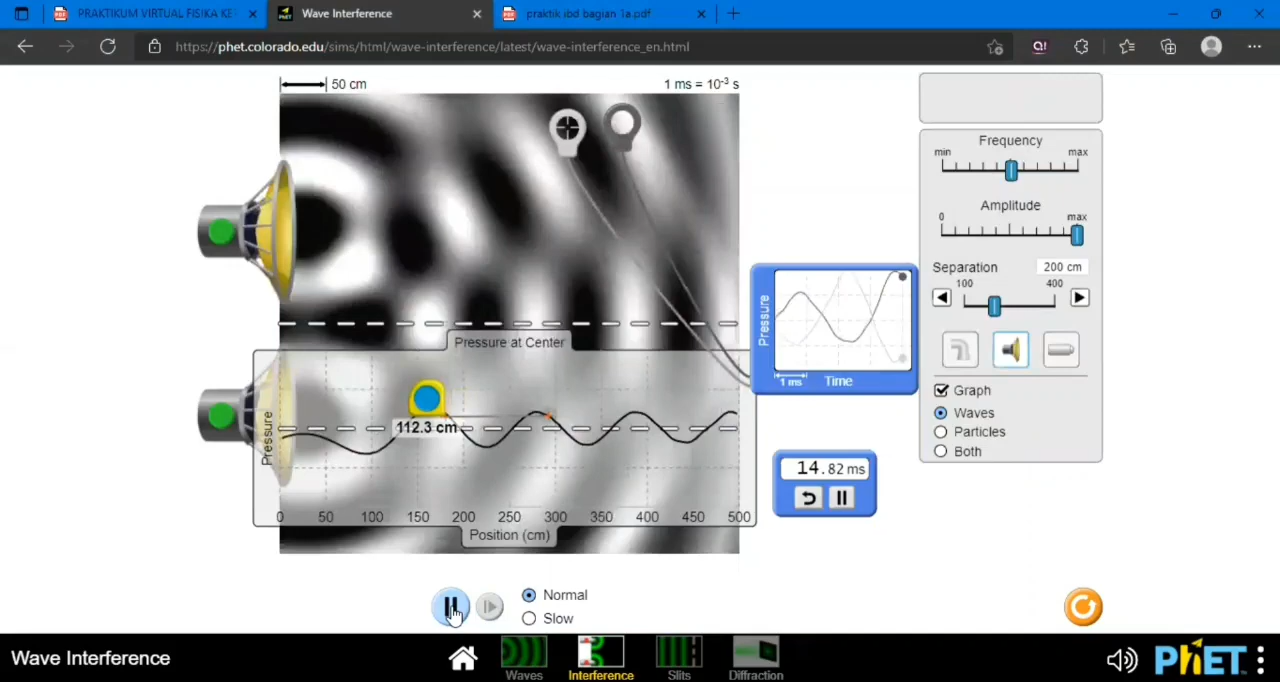 PRAKTIKUM VIRTUAL FISIKA KE
Wave Interference
praktik ibd bagian 1a.pdf
https://phet.colorado.edu/sims/html/wave-interference/latest/wave-interference_en.html
50 cm
1 ms = 10⁻³ s
Frequency
min
max
Amplitude
0
max
Separation
200 cm
100
400
Graph
Waves
Particles
Both
Pressure at Center
Pressure
112.3 cm
0 50 100 150 200 250 300 350 400 450 500
Position (cm)
Pressure
1 ms
Time
14.82 ms
Normal
Slow
Wave Interference
Waves
Interference
Slits
Diffraction
PhET